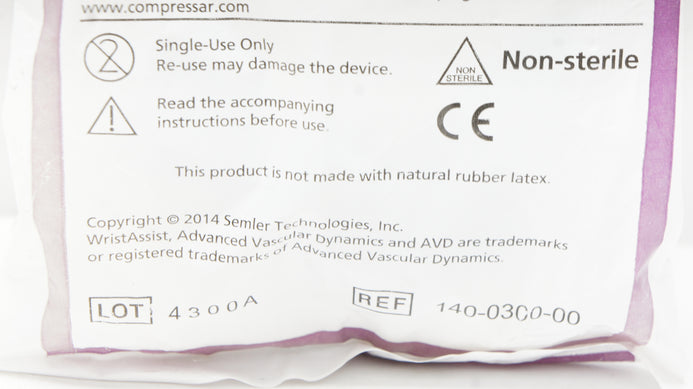 www.compressar.com
Single-Use Only
Re-use may damage the device.
NON
STERILE
Non-sterile
Read the accompanying
instructions before use.
CE
This product is not made with natural rubber latex.
Copyright © 2014 Semler Technologies, Inc.
WristAssist, Advanced Vascular Dynamics and AVD are trademarks
or registered trademarks of Advanced Vascular Dynamics.
LOT 4300A
REF 140-0300-00